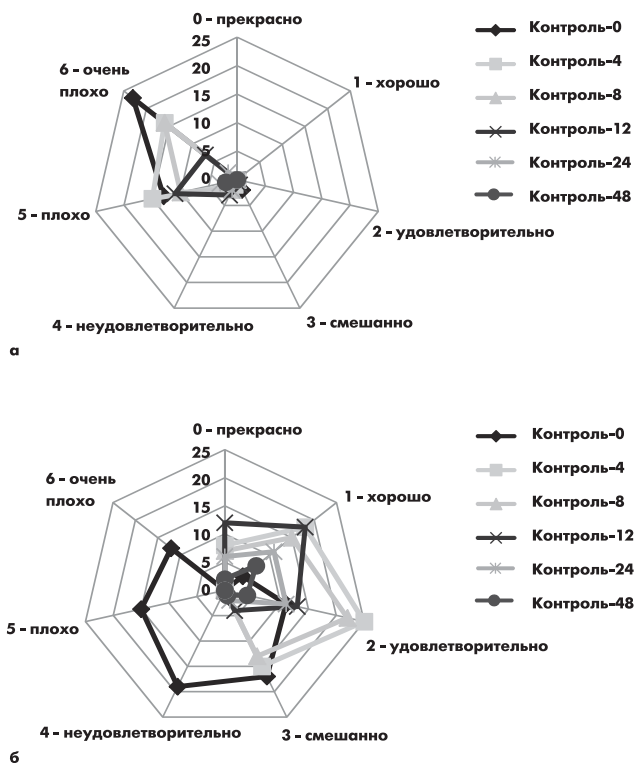 0 - прекрасно
25
20
15
10
5
0
1 - хорошо
2 - удовлетворительно
3 - смешанно
4 - неудовлетворительно
5 - плохо
6 - очень
плохо
Контроль-0
Контроль-4
Контроль-8
Контроль-12
Контроль-24
Контроль-48
а
0 - прекрасно
25
20
15
10
5
0
1 - хорошо
2 - удовлетворительно
3 - смешанно
4 - неудовлетворительно
5 - плохо
6 - очень
плохо
Контроль-0
Контроль-4
Контроль-8
Контроль-12
Контроль-24
Контроль-48
б